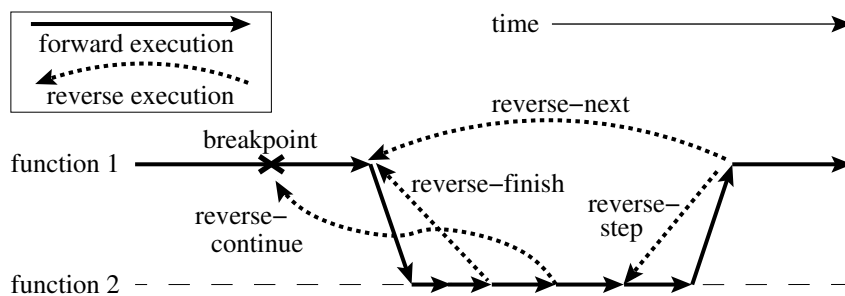 forward execution
reverse execution
time
reverse−next
breakpoint
function 1
reverse−finish
reverse−
continue
reverse−
step
function 2